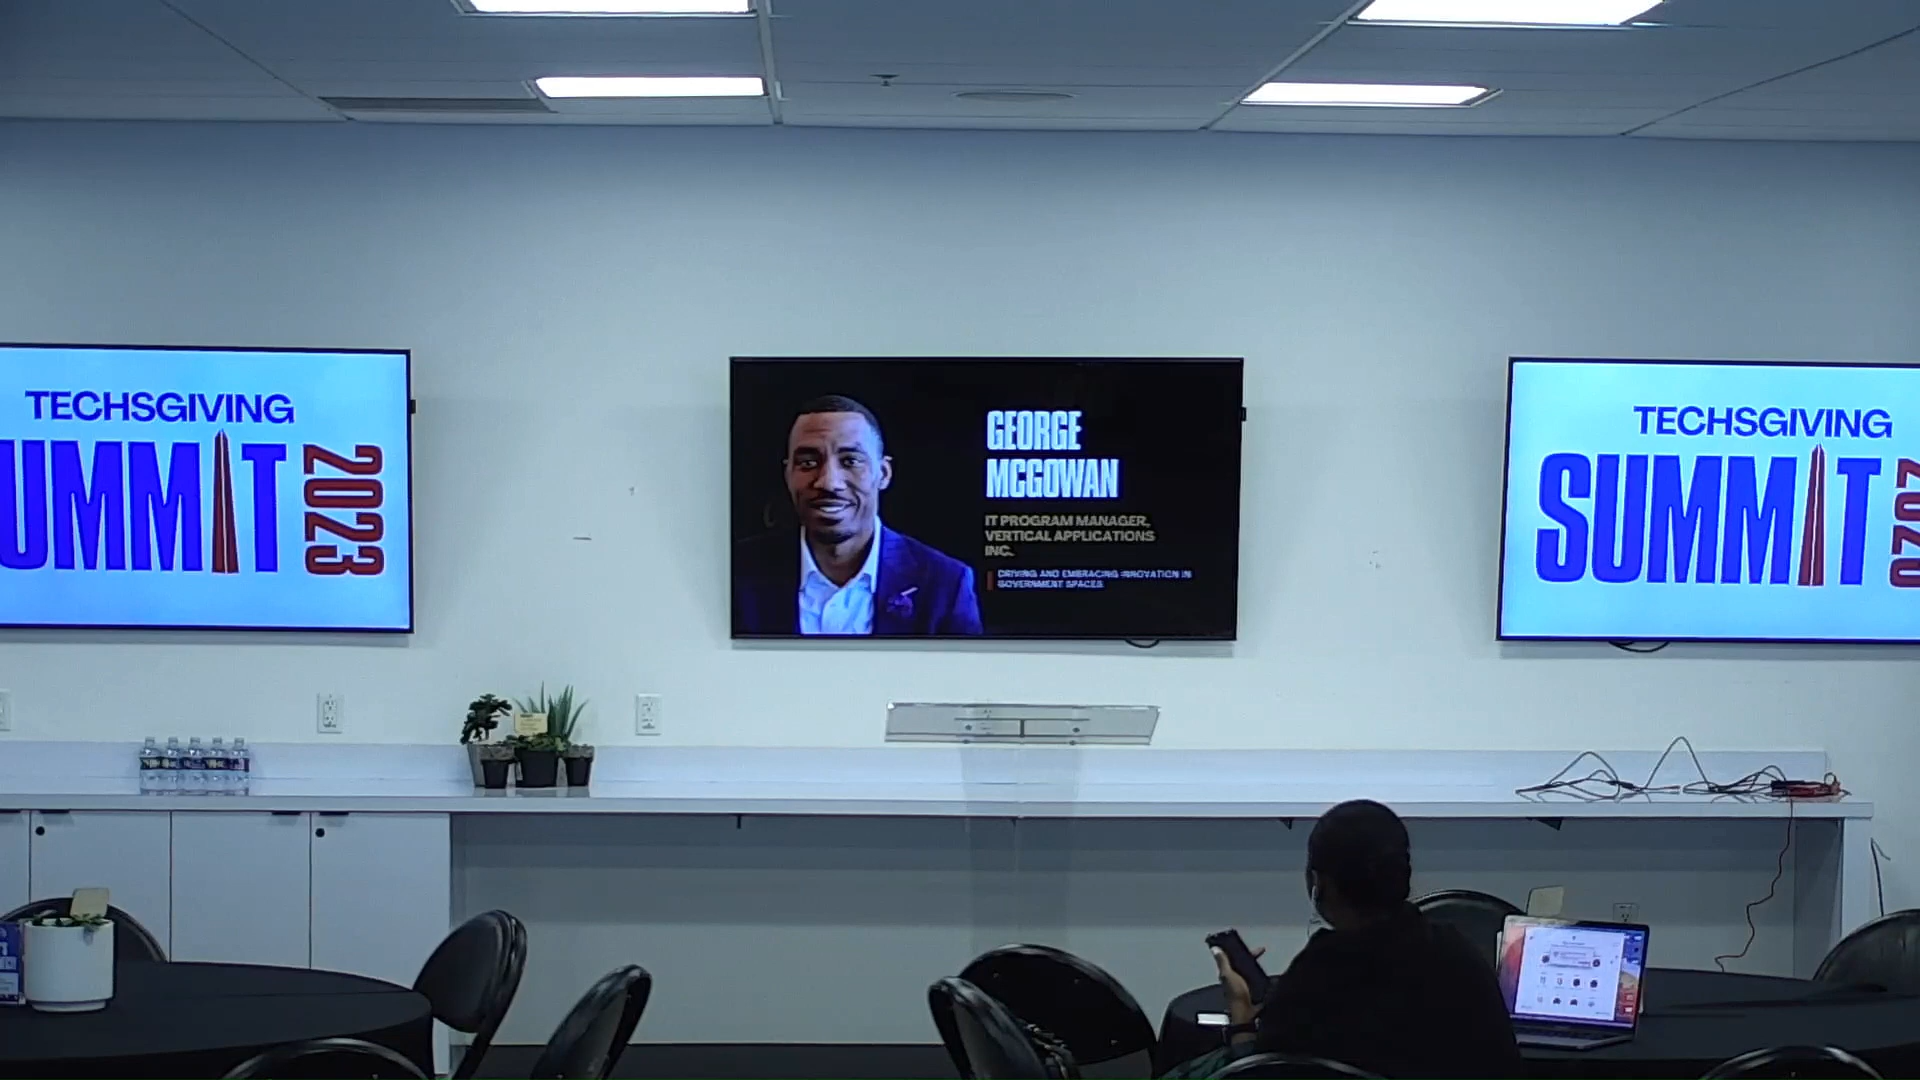 TECHSGIVING
UMMIT
2023
GEORGE
MCGOWAN
IT PROGRAM MANAGER,
VERTICAL APPLICATIONS
INC.
DRIVING AND EMBRACING INNOVATION IN
GOVERNMENT SPACES
TECHSGIVING
SUMMIT